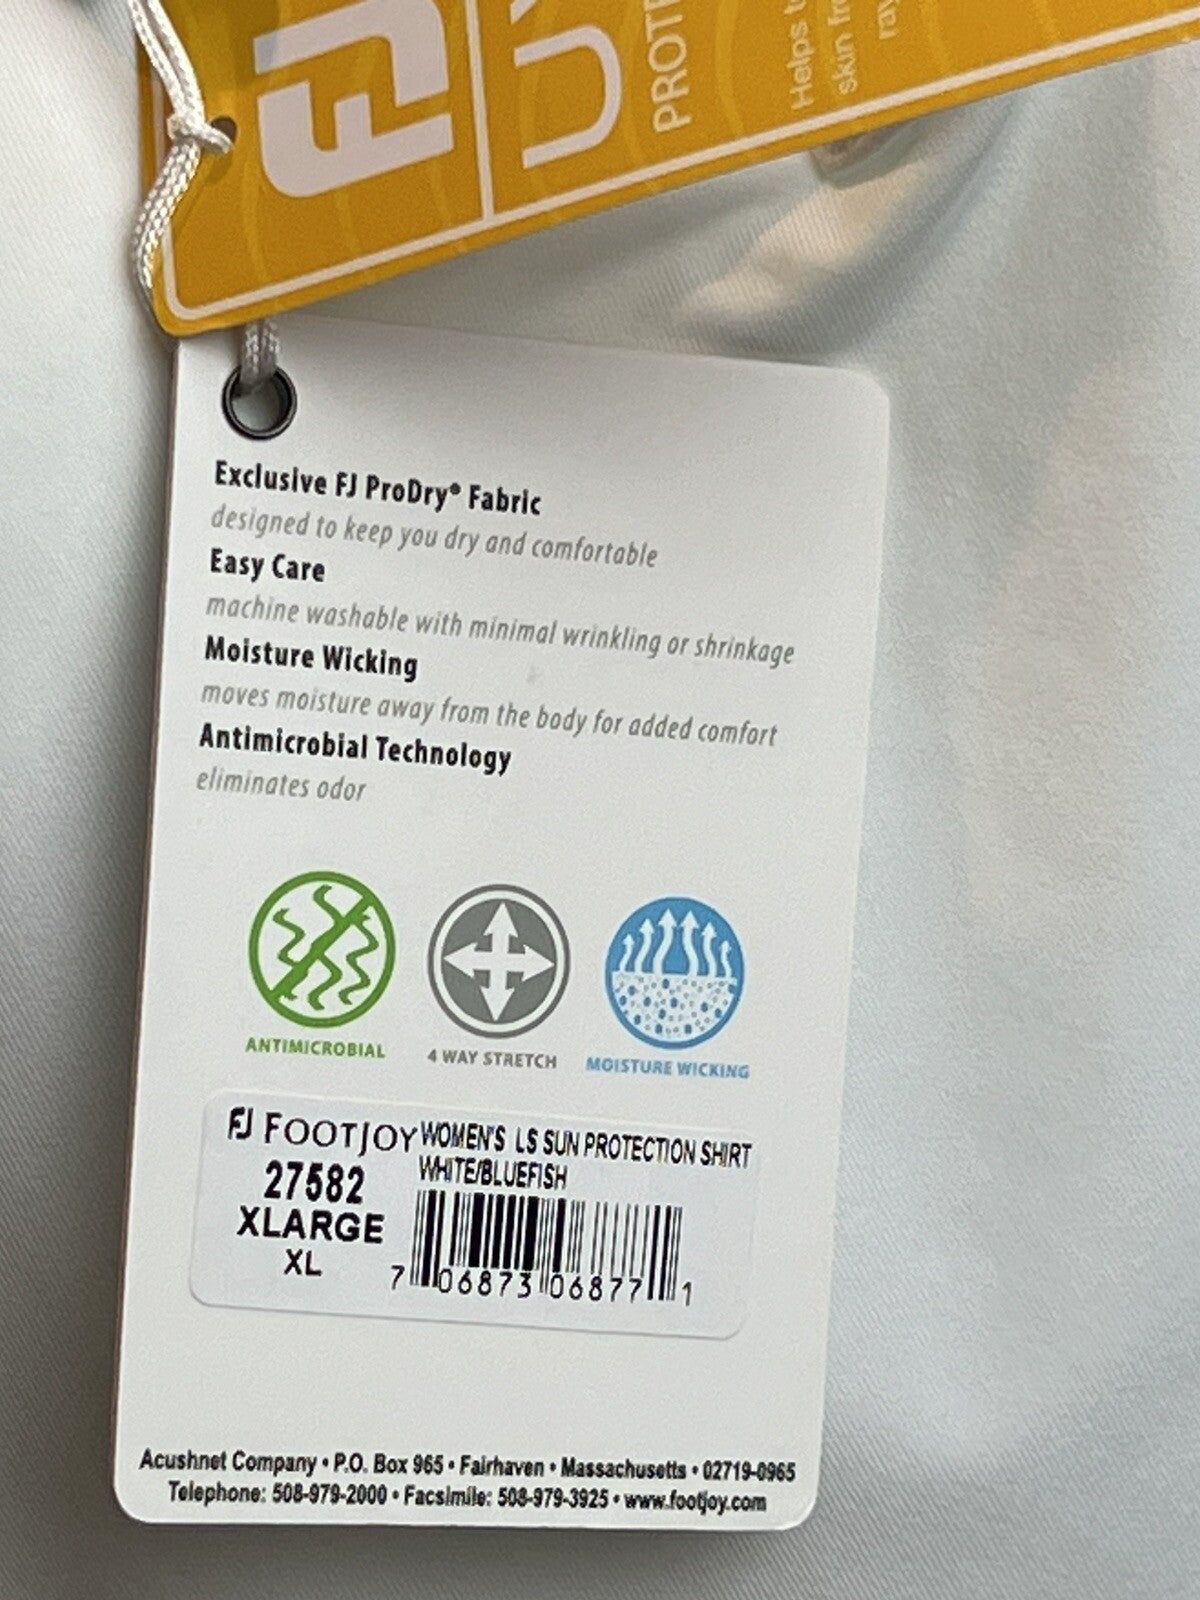 FJ
PROT
Helps
skin
ray
Exclusive FJ ProDry® Fabric
designed to keep you dry and comfortable
Easy Care
machine washable with minimal wrinkling or shrinkage
Moisture Wicking
moves moisture away from the body for added comfort
Antimicrobial Technology
eliminates odor
ANTIMICROBIAL
4 WAY STRETCH
MOISTURE WICKING
FJ FOOTJOY WOMEN'S LS SUN PROTECTION SHIRT
WHITE/BLUEFISH
27582
XLARGE
XL
7 06873 06877 1
Acushnet Company • P.O. Box 965 • Fairhaven • Massachusetts • 02719-0965
Telephone: 508-979-2000 • Facsimile: 508-979-3925 • www.footjoy.com